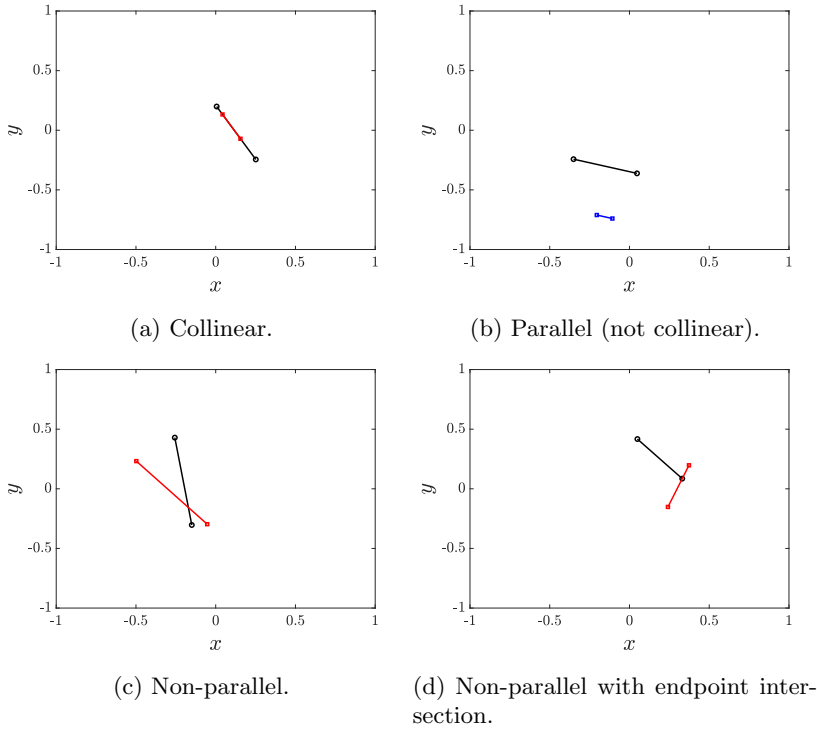 1
0.5
0
-0.5
-1
y
-1 -0.5 0 0.5 1
x
(a) Collinear.
1
0.5
0
-0.5
-1
y
-1 -0.5 0 0.5 1
x
(b) Parallel (not collinear).
1
0.5
0
-0.5
-1
y
-1 -0.5 0 0.5 1
x
(c) Non-parallel.
1
0.5
0
-0.5
-1
y
-1 -0.5 0 0.5 1
x
(d) Non-parallel with endpoint inter-
section.